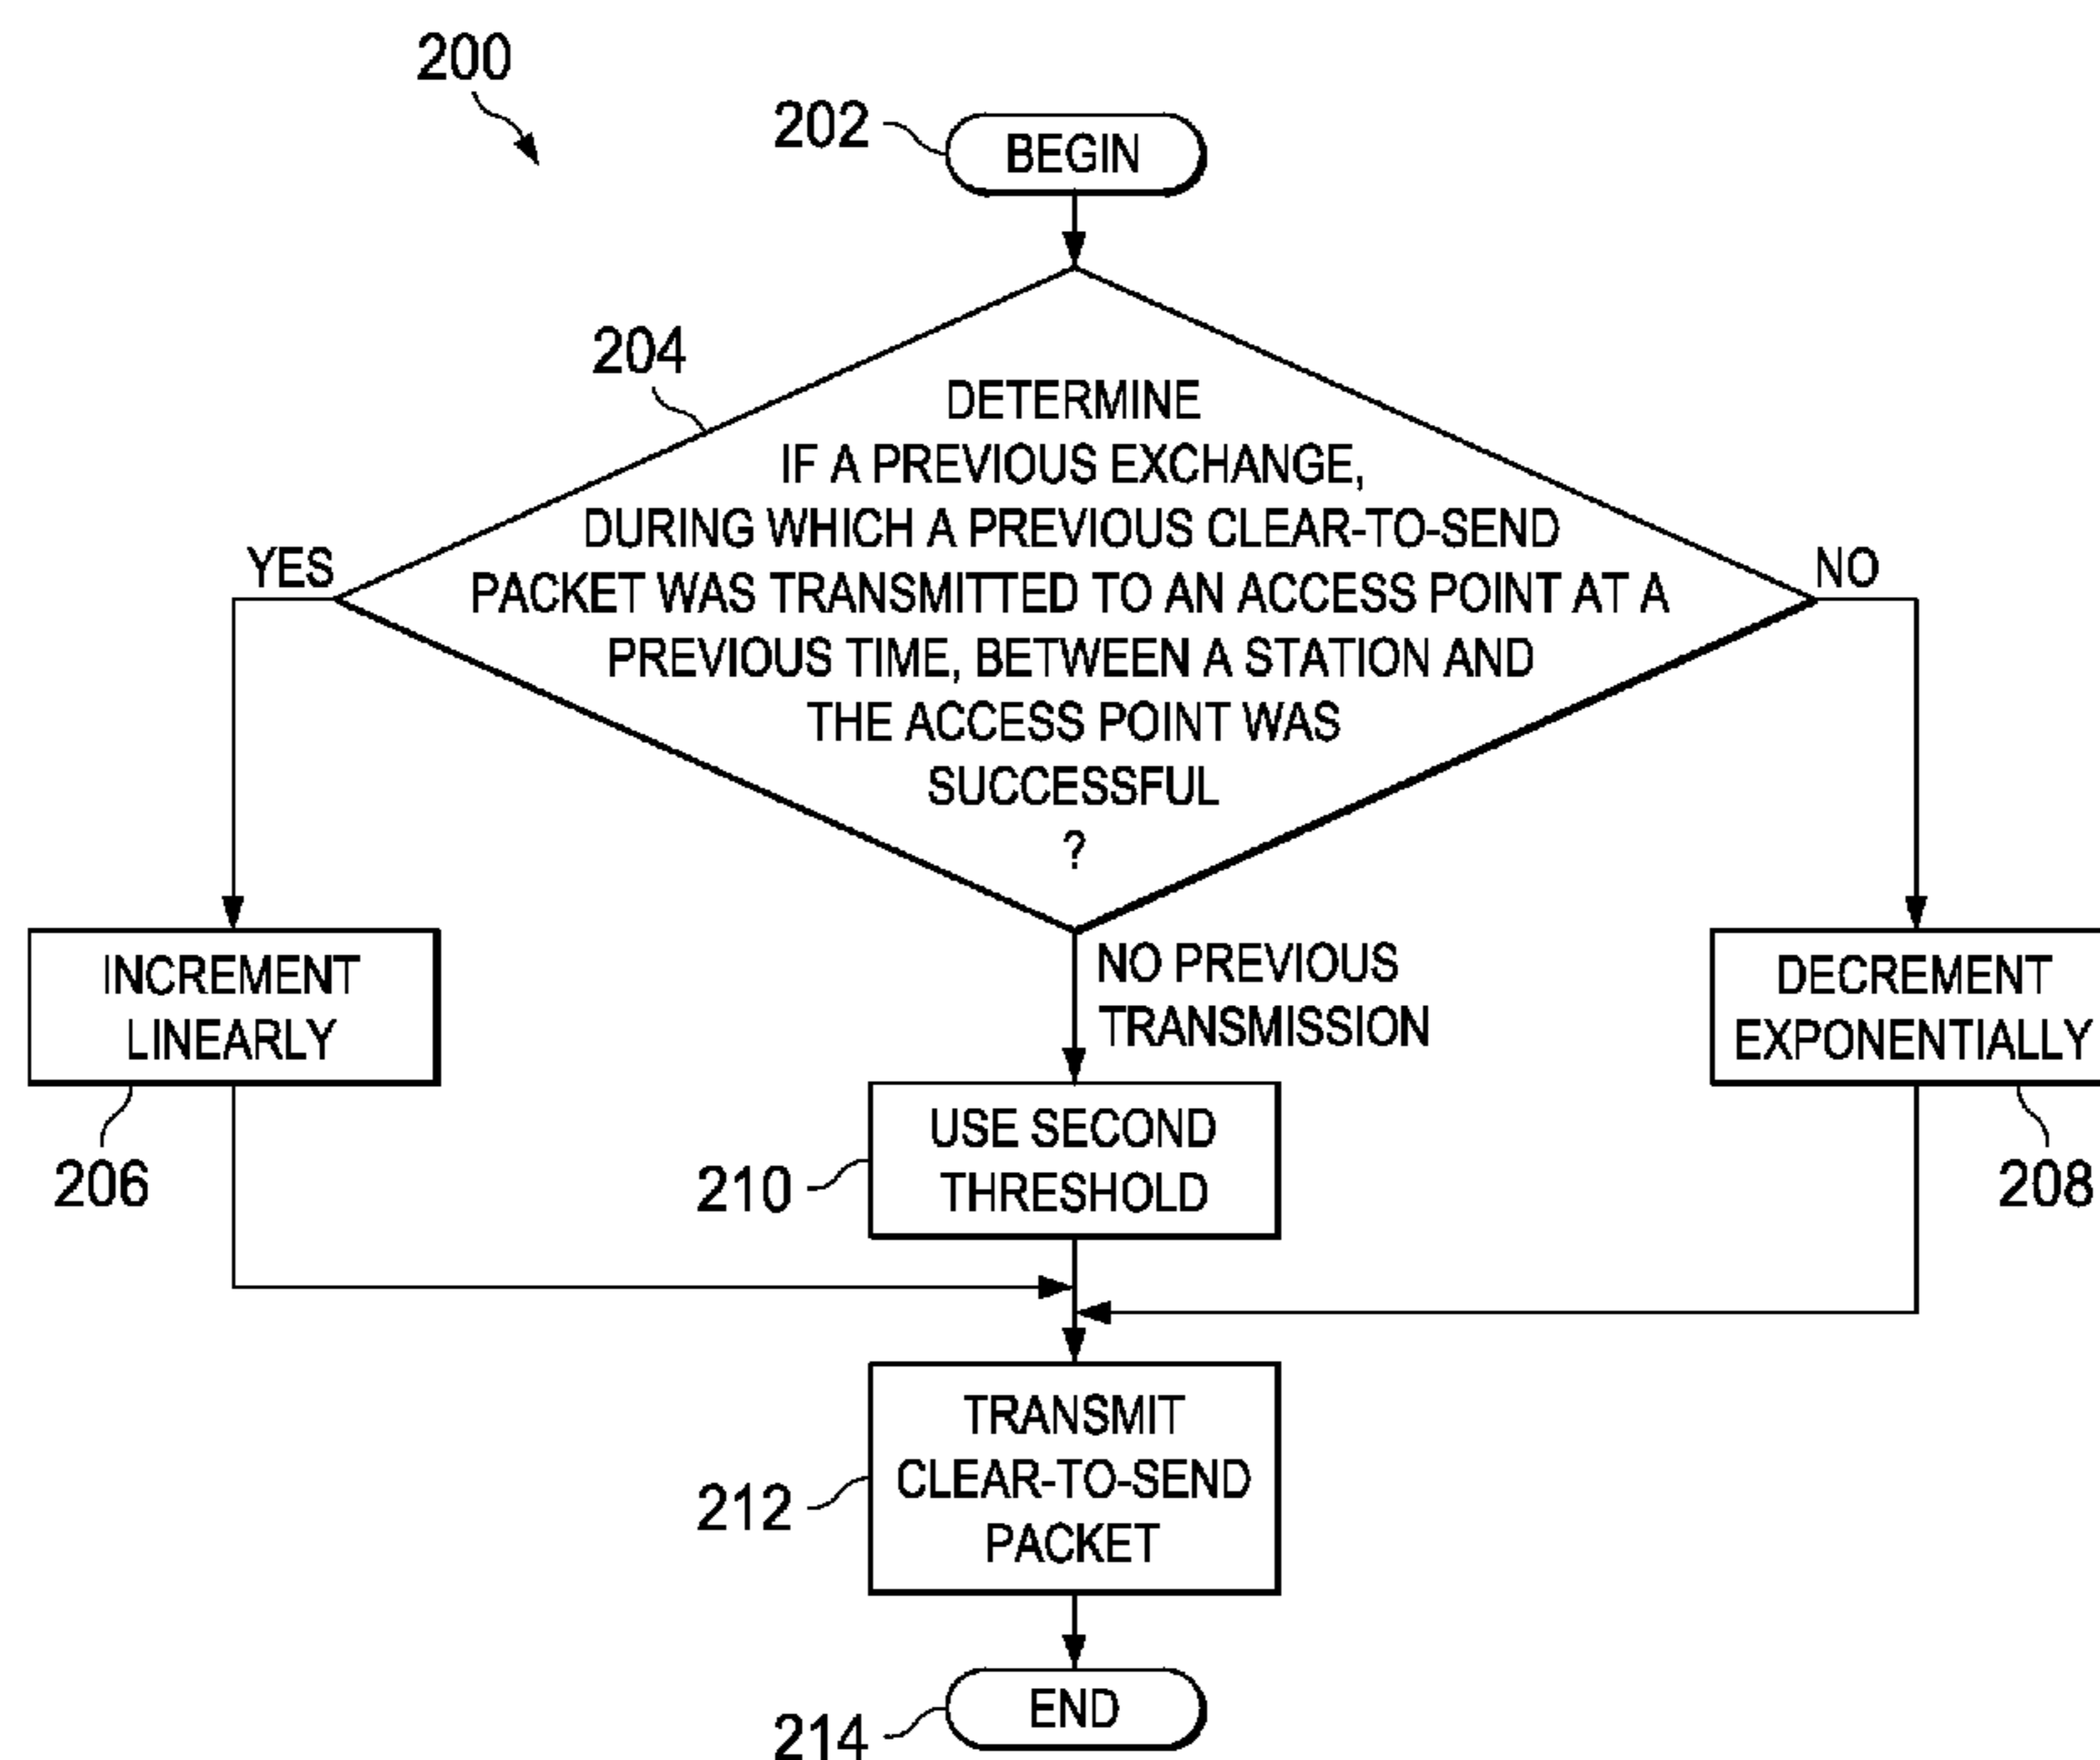 200
202
BEGIN
204
DETERMINE
IF A PREVIOUS EXCHANGE,
DURING WHICH A PREVIOUS CLEAR-TO-SEND
PACKET WAS TRANSMITTED TO AN ACCESS POINT AT A
PREVIOUS TIME, BETWEEN A STATION AND
THE ACCESS POINT WAS
SUCCESSFUL
?
YES
NO
INCREMENT
LINEARLY
206
NO PREVIOUS
TRANSMISSION
DECREMENT
EXPONENTIALLY
208
USE SECOND
THRESHOLD
210
TRANSMIT
CLEAR-TO-SEND
PACKET
212
END
214